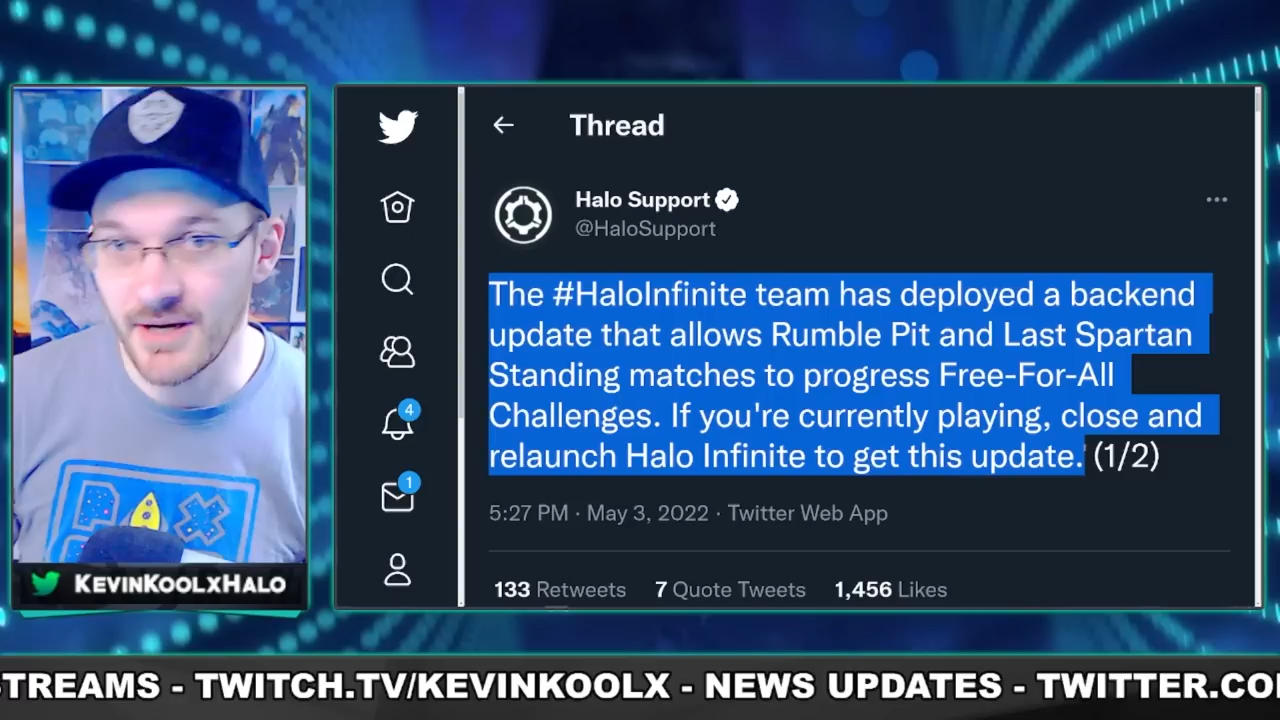 Thread
Halo Support
@HaloSupport
The #HaloInfinite team has deployed a backend
update that allows Rumble Pit and Last Spartan
Standing matches to progress Free-For-All
Challenges. If you're currently playing, close and
relaunch Halo Infinite to get this update. (1/2)
5:27 PM · May 3, 2022 · Twitter Web App
133 Retweets 7 Quote Tweets 1,456 Likes
4
1
KEVINKOOLXHALO
STREAMS - TWITCH.TV/KEVINKOOLX - NEWS UPDATES - TWITTER.CO